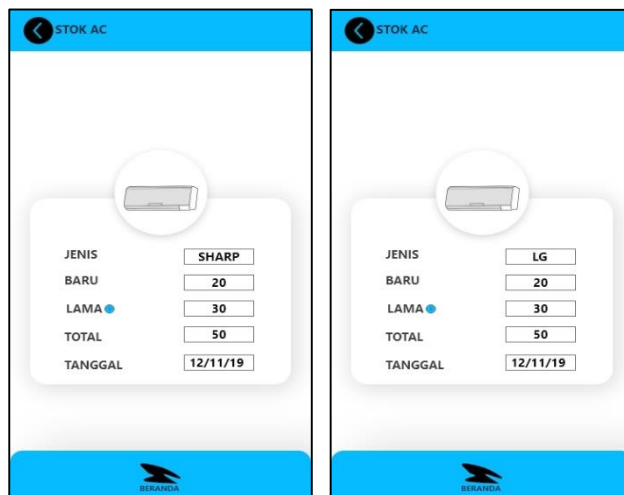 STOK AC
JENIS SHARP
BARU 20
LAMA 30
TOTAL 50
TANGGAL 12/11/19
BERANDA
STOK AC
JENIS LG
BARU 20
LAMA 30
TOTAL 50
TANGGAL 12/11/19
BERANDA